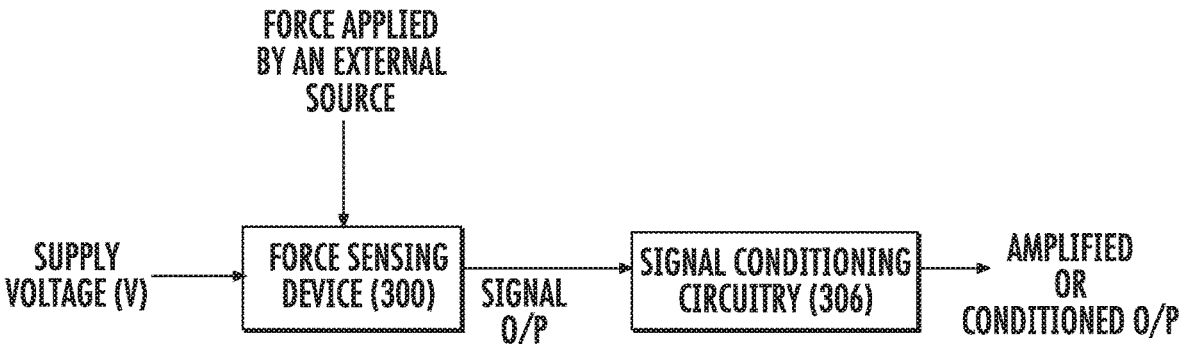 FORCE APPLIED
BY AN EXTERNAL
SOURCE
SUPPLY
VOLTAGE (V)
FORCE SENSING
DEVICE (300)
SIGNAL
O/P
SIGNAL CONDITIONING
CIRCUITRY (306)
AMPLIFIED
OR
CONDITIONED O/P